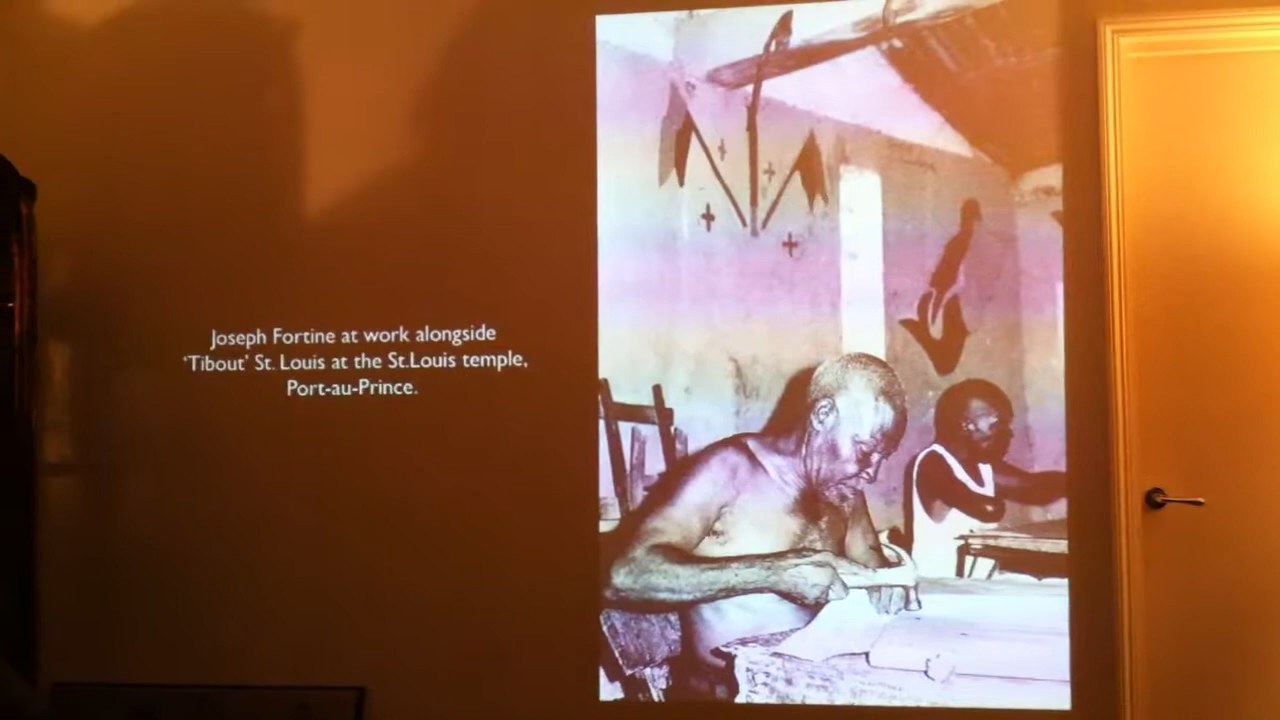 Joseph Fortine at work alongside
‘Tibout’ St. Louis at the St.Louis temple,
Port-au-Prince.